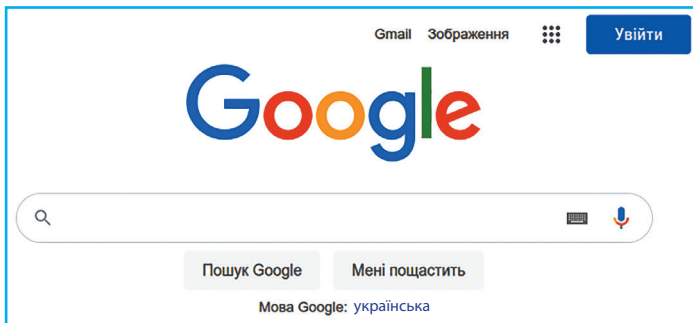 Gmail Зображення Увійти
Google
Пошук Google Мені пощастить
Мова Google: українська